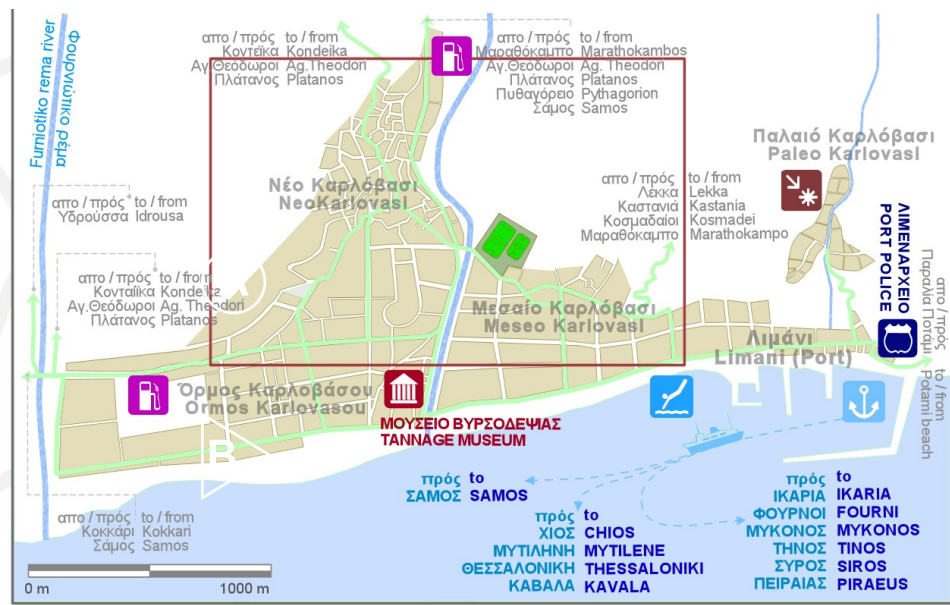 απο / πρός to / from
Κοντέϊκα Kondeika
Αγ.Θεόδωροι Ag.Theodori
Πλάτανος Platanos
απο / πρός to / from
Μαραθόκαμπο Marathokambos
Αγ.Θεόδωροι Ag.Theodori
Πλάτανος Platanos
Πυθαγόρειο Pythagorion
Σάμος Samos
Furniotiko rema river
Φουρνιώτικο ρέμα
Παλαιό Καρλόβασι
Paleo Karlovasi
απο / πρός to / from
Λέκκα Lekka
Καστανιά Kastania
Κοσμαδαίοι Kosmadei
Μαραθόκαμπο Marathokampo
Νέο Καρλόβασι
NeoKarlovasi
απο / πρός to / from
Υδρούσσα Idrousa
ΛΙΜΕΝΑΡΧΕΙΟ
PORT POLICE
απο / πρός to / from
Παραλία Ποτάμι Potami beach
απο / πρός to / from
Κονταίϊκα Kondeika
Αγ.Θεόδωροι Ag. Theodori
Πλάτανος Platanos
Μεσαίο Καρλόβασι
Meseo Karlovasi
Λιμάνι
Limani (Port)
Όρμος Καρλοβάσου
Ormos Karlovasou
ΜΟΥΣΕΙΟ ΒΥΡΣΟΔΕΨΙΑΣ
TANNAGE MUSEUM
B
πρός to
ΣΑΜΟΣ SAMOS
πρός to
ΧΙΟΣ CHIOS
ΜΥΤΙΛΗΝΗ MYTILENE
ΘΕΣΣΑΛΟΝΙΚΗ THESSALONIKI
ΚΑΒΑΛΑ KAVALA
πρός to
ΙΚΑΡΙΑ IKARIA
ΦΟΥΡΝΟΙ FOURNI
ΜΥΚΟΝΟΣ MYKONOS
ΤΗΝΟΣ TINOS
ΣΥΡΟΣ SIROS
ΠΕΙΡΑΙΑΣ PIRAEUS
απο / πρός to / from
Κοκκάρι Kokkari
Σάμος Samos
0 m 1000 m